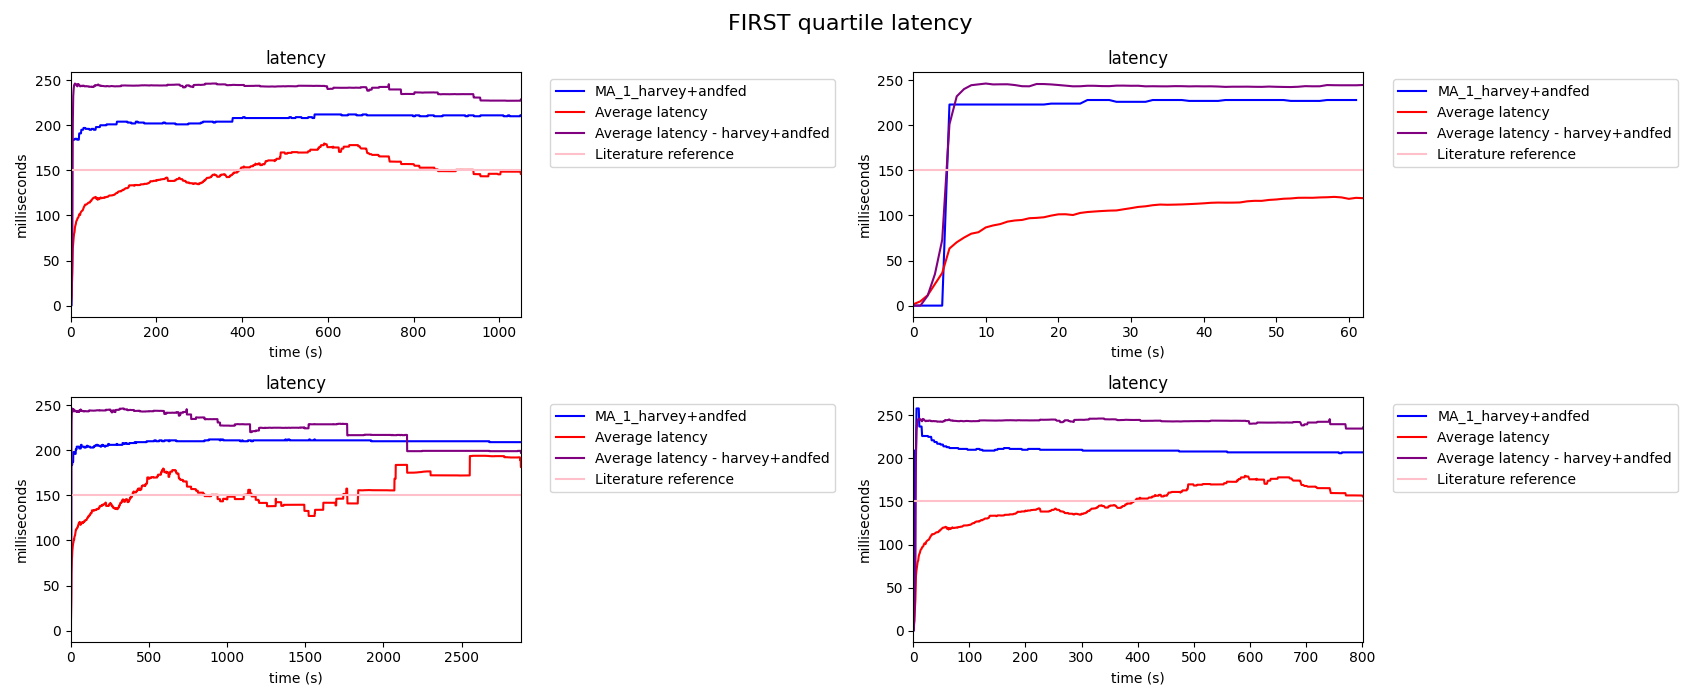 FIRST quartile latency
latency
250
200
150
100
50
0
milliseconds
0 200 400 600 800 1000
time (s)
MA_1_harvey+andfed
Average latency
Average latency - harvey+andfed
Literature reference
latency
250
200
150
100
50
0
milliseconds
0 10 20 30 40 50 60
time (s)
MA_1_harvey+andfed
Average latency
Average latency - harvey+andfed
Literature reference
latency
250
200
150
100
50
0
milliseconds
0 500 1000 1500 2000 2500
time (s)
MA_1_harvey+andfed
Average latency
Average latency - harvey+andfed
Literature reference
latency
250
200
150
100
50
0
milliseconds
0 100 200 300 400 500 600 700 800
time (s)
MA_1_harvey+andfed
Average latency
Average latency - harvey+andfed
Literature reference